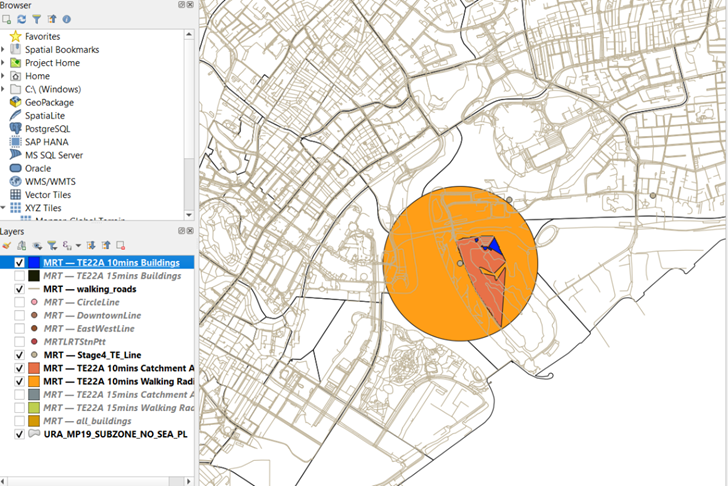 Browser
Favorites
Spatial Bookmarks
Project Home
Home
C:\ (Windows)
GeoPackage
SpatiaLite
PostgreSQL
SAP HANA
MS SQL Server
Oracle
WMS/WMTS
Vector Tiles
XYZ Tiles
Layers
MRT — TE22A 10mins Buildings
MRT — TE22A 15mins Buildings
MRT — walking_roads
MRT — CircleLine
MRT — DowntownLine
MRT — EastWestLine
MRT — MRTLRTStnPtt
MRT — Stage4_TE_Line
MRT — TE22A 10mins Catchment A
MRT — TE22A 10mins Walking Radi
MRT — TE22A 15mins Catchment A
MRT — TE22A 15mins Walking Rad
MRT — all_buildings
URA_MP19_SUBZONE_NO_SEA_PL